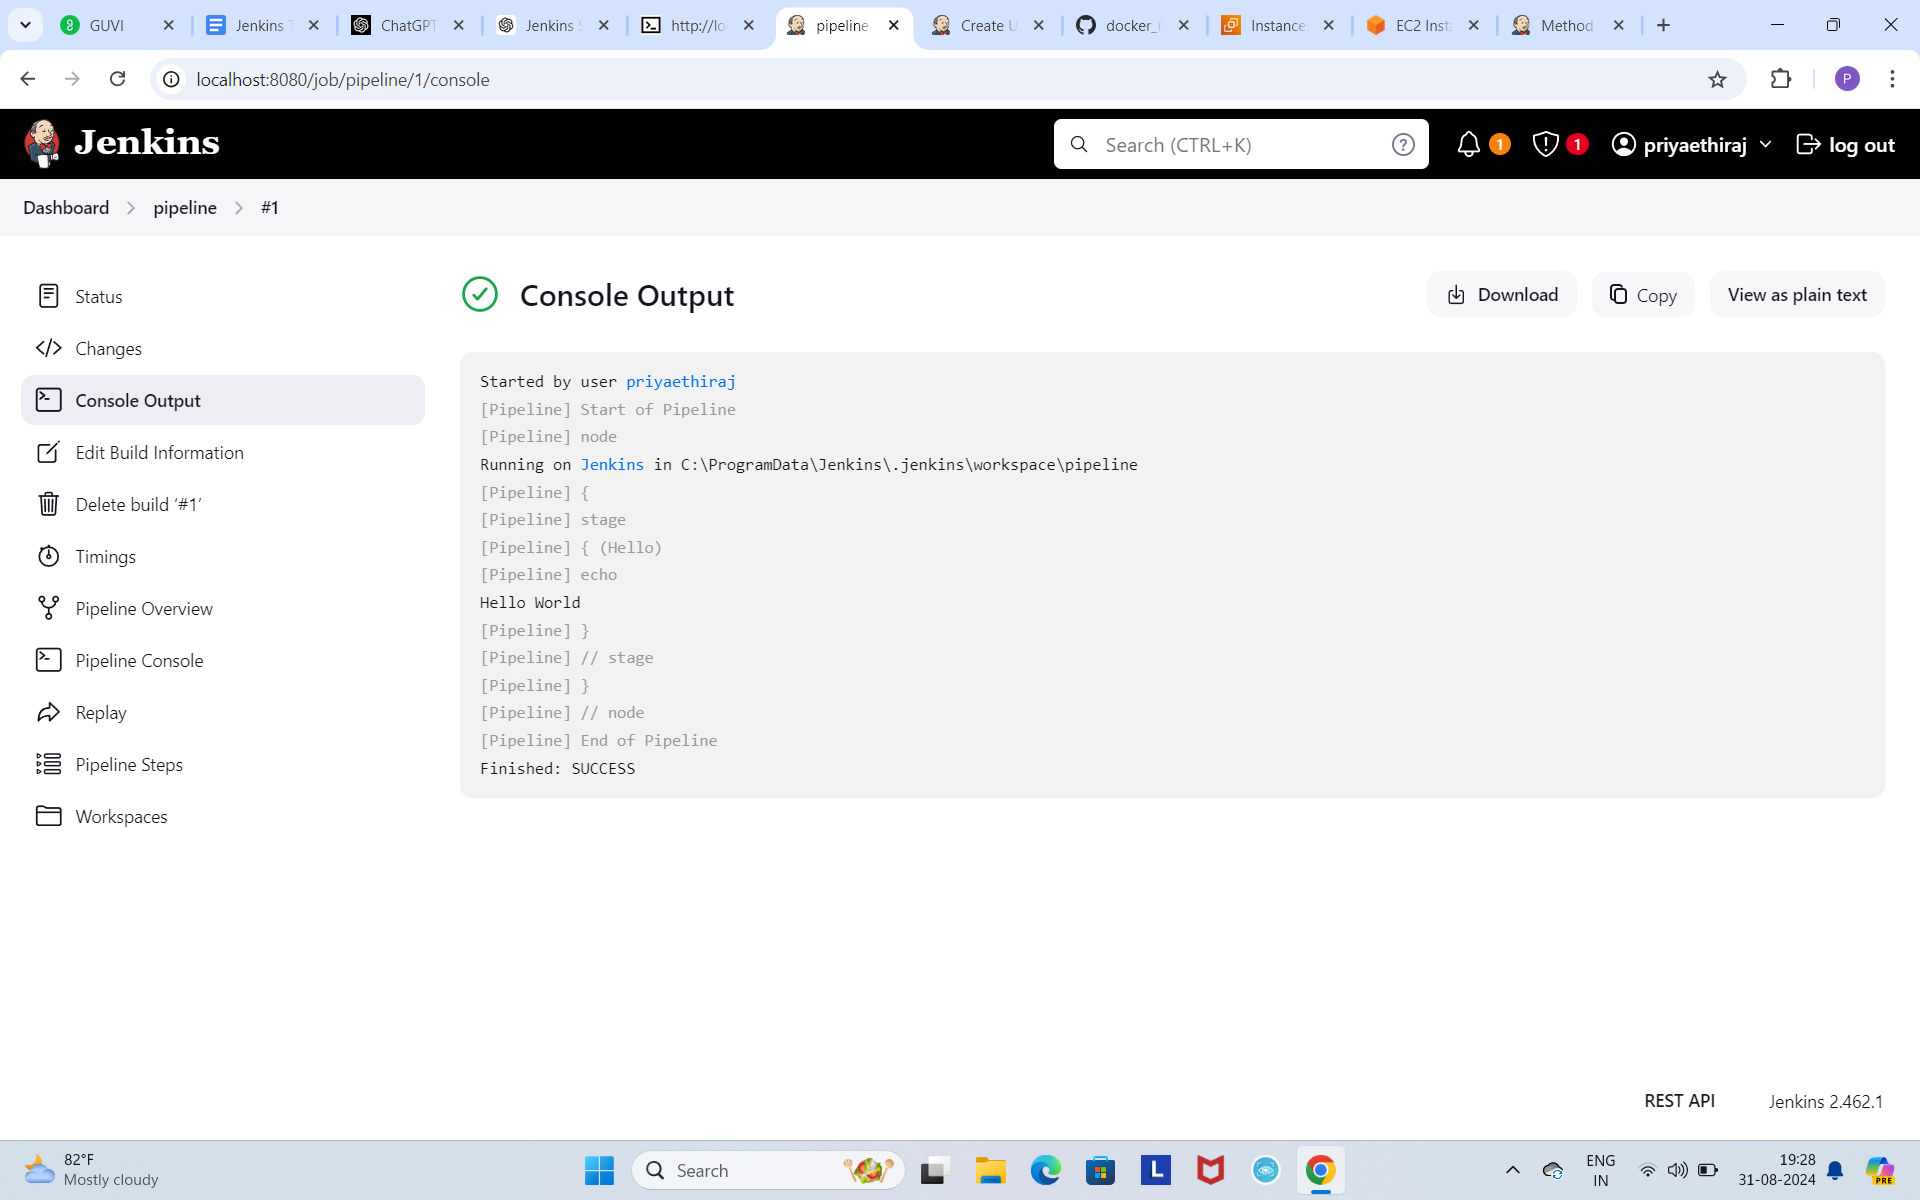 GUVI
Jenkins T
ChatGPT
Jenkins S
http://lo
pipeline
Create U
docker_r
Instance
EC2 Inst
Method
localhost:8080/job/pipeline/1/console
P
Jenkins
Search (CTRL+K)
?
1
1
priyaethiraj
log out
Dashboard
pipeline
#1
Status
Changes
Console Output
Edit Build Information
Delete build ‘#1’
Timings
Pipeline Overview
Pipeline Console
Replay
Pipeline Steps
Workspaces
Console Output
Download
Copy
View as plain text
Started by user priyaethiraj
[Pipeline] Start of Pipeline
[Pipeline] node
Running on Jenkins in C:\ProgramData\Jenkins\.jenkins\workspace\pipeline
[Pipeline] {
[Pipeline] stage
[Pipeline] { (Hello)
[Pipeline] echo
Hello World
[Pipeline] }
[Pipeline] // stage
[Pipeline] }
[Pipeline] // node
[Pipeline] End of Pipeline
Finished: SUCCESS
REST API
Jenkins 2.462.1
82°F
Mostly cloudy
Search
L
ENG
IN
19:28
31-08-2024
PRE